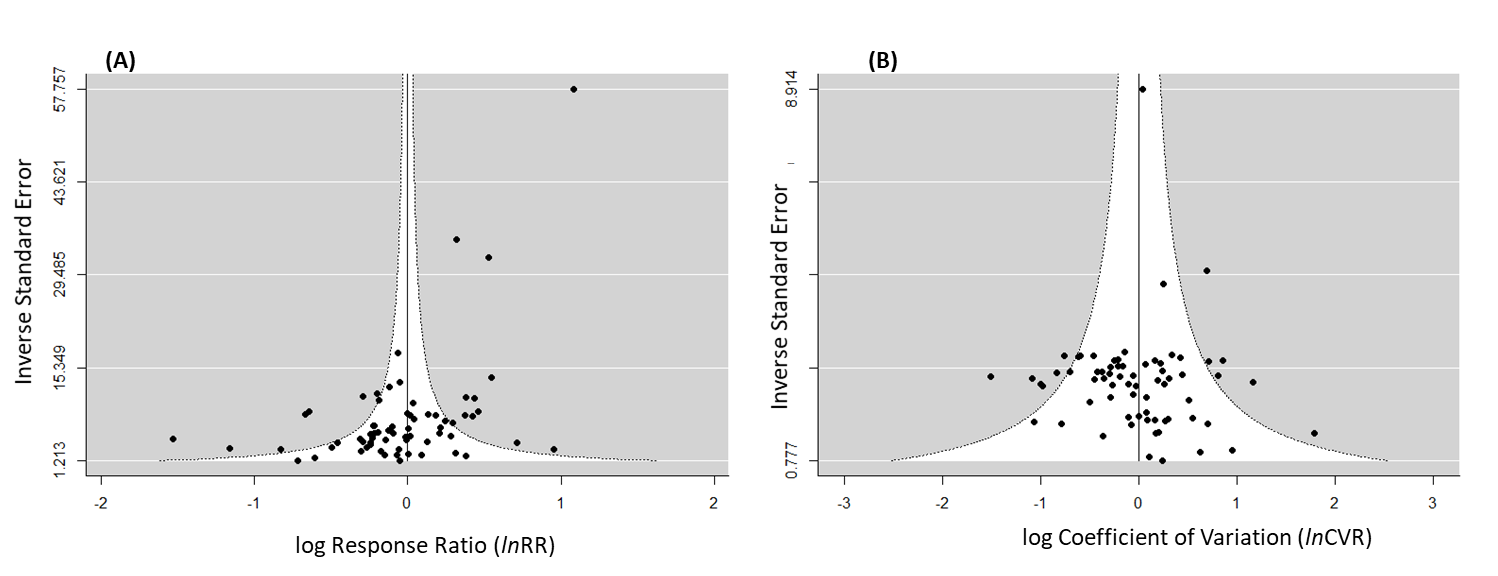 (A)
Inverse Standard Error
57.757
43.621
29.485
15.349
1.213
-2 -1 0 1 2
log Response Ratio (lnRR)
(B)
Inverse Standard Error
8.914
0.777
-3 -2 -1 0 1 2 3
log Coefficient of Variation (lnCVR)